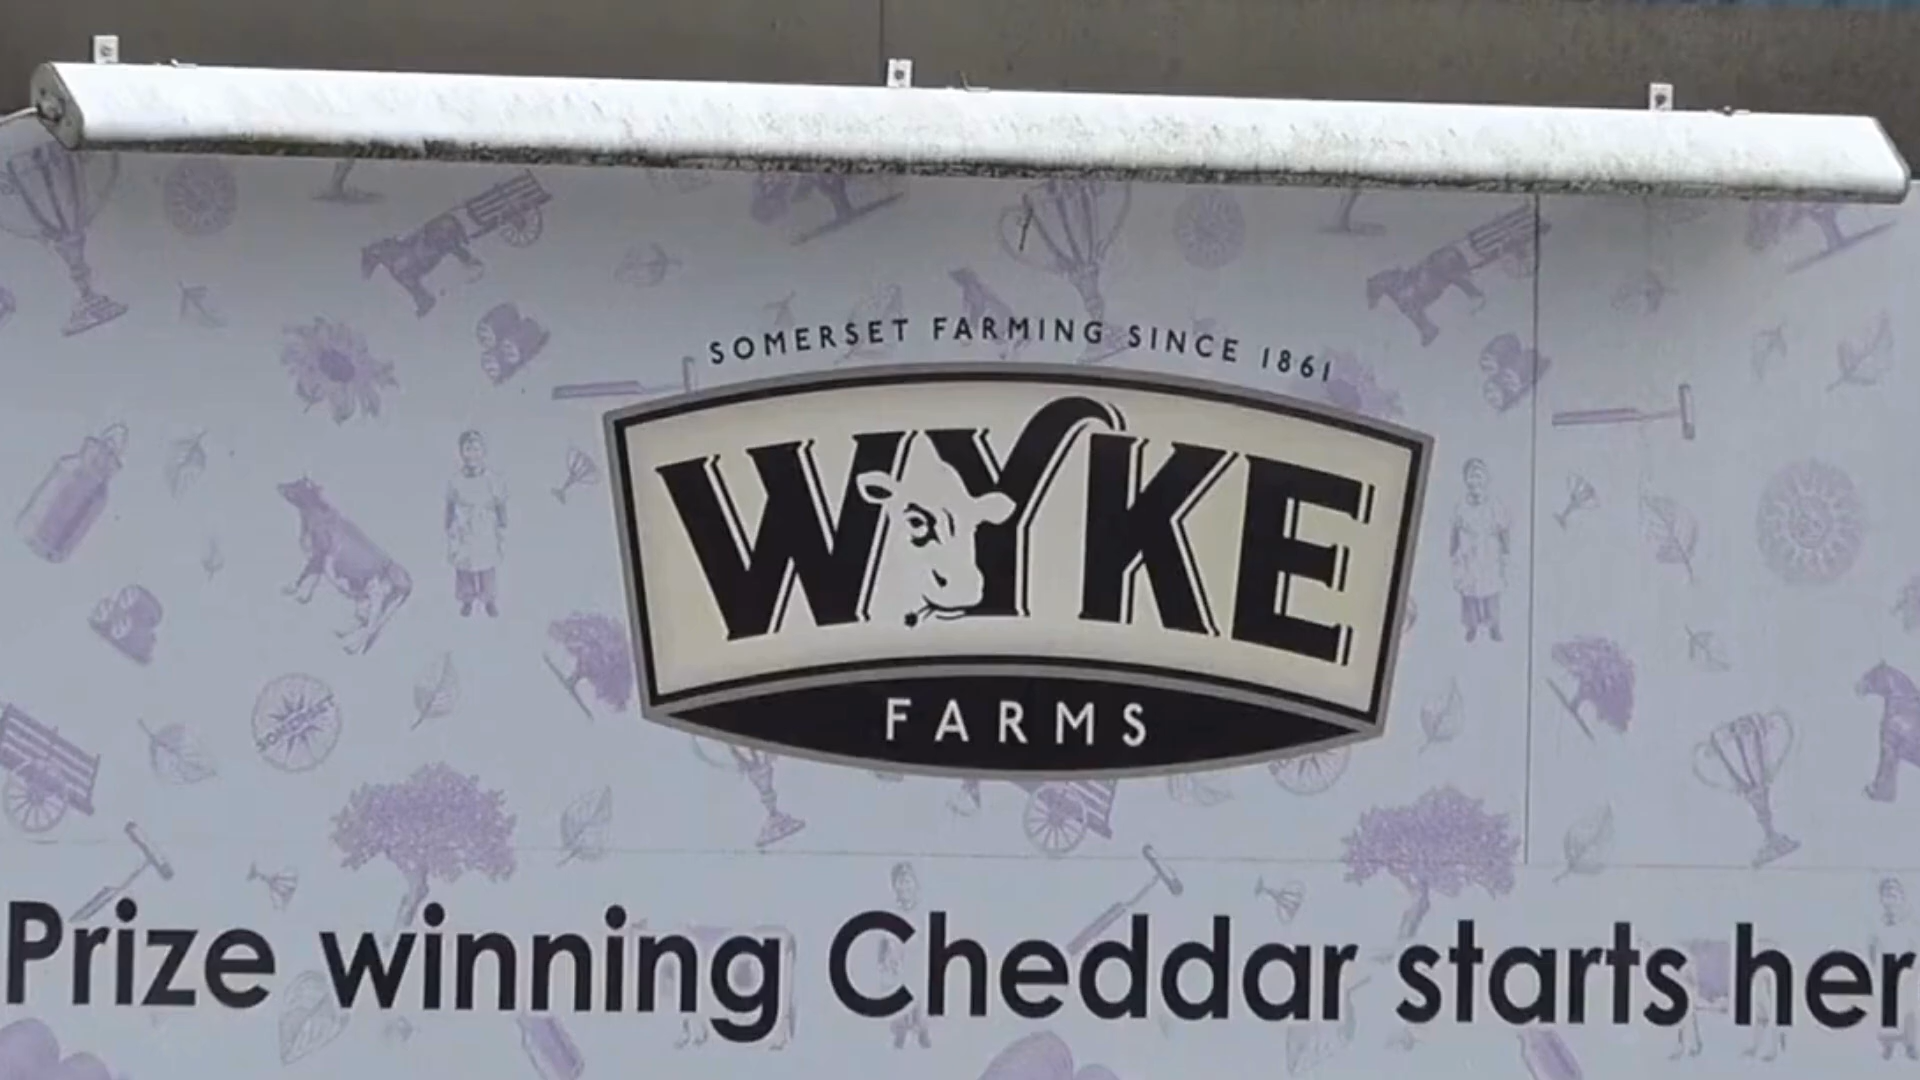 SOMERSET FARMING SINCE 1861
WYKE
FARMS
Prize winning Cheddar starts her